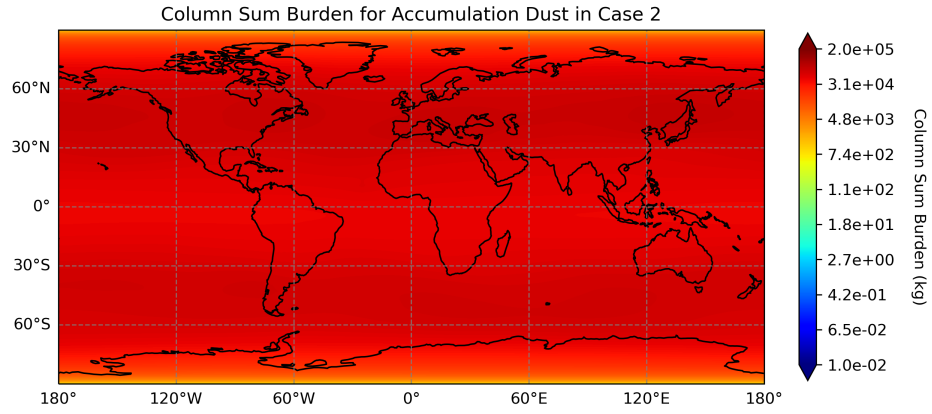 Column Sum Burden for Accumulation Dust in Case 2
60°N
30°N
0°
30°S
60°S
180°
120°W
60°W
0°
60°E
120°E
180°
2.0e+05
3.1e+04
4.8e+03
7.4e+02
1.1e+02
1.8e+01
2.7e+00
4.2e-01
6.5e-02
1.0e-02
Column Sum Burden (kg)